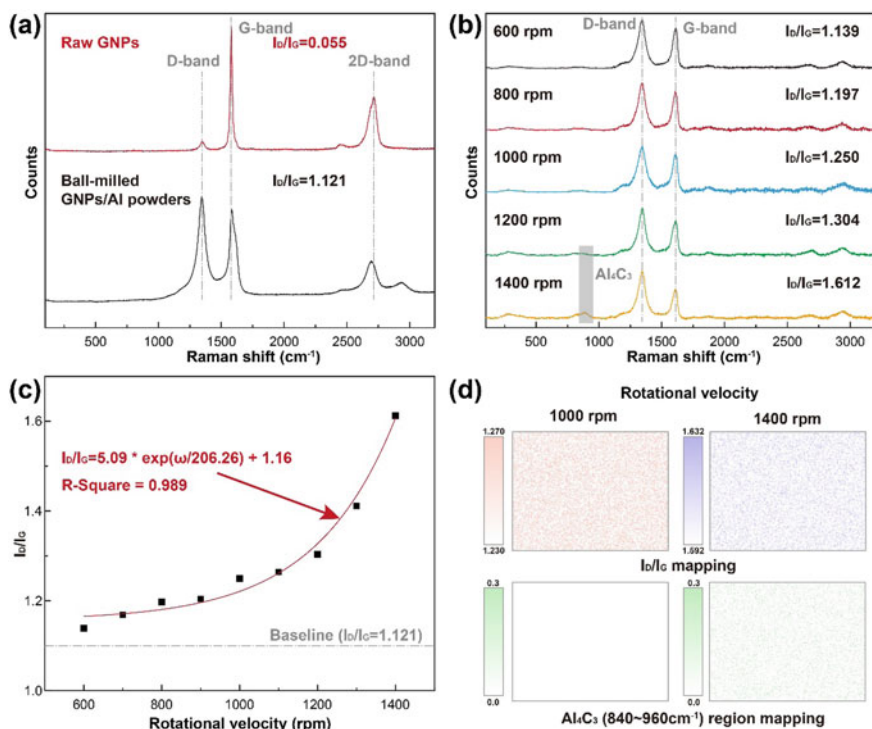 (a)
G-band
Raw GNPs
I_D/I_G=0.055
D-band
2D-band
Ball-milled
GNPs/Al powders
I_D/I_G=1.121
Counts
500 1000 1500 2000 2500 3000
Raman shift (cm⁻¹)
(b)
D-band
G-band
600 rpm
I_D/I_G=1.139
800 rpm
I_D/I_G=1.197
1000 rpm
I_D/I_G=1.250
1200 rpm
I_D/I_G=1.304
Al₄C₃
1400 rpm
I_D/I_G=1.612
Counts
500 1000 1500 2000 2500 3000
Raman shift (cm⁻¹)
(c)
I_D/I_G=5.09 * exp(ω/206.26) + 1.16
R-Square = 0.989
Baseline (I_D/I_G=1.121)
I_D/I_G
1.6
1.4
1.2
1.0
600 800 1000 1200 1400
Rotational velocity (rpm)
(d)
Rotational velocity
1000 rpm
1400 rpm
1.270
1.230
1.632
1.592
I_D/I_G mapping
0.3
0.0
0.3
0.0
Al₄C₃ (840~960cm⁻¹) region mapping